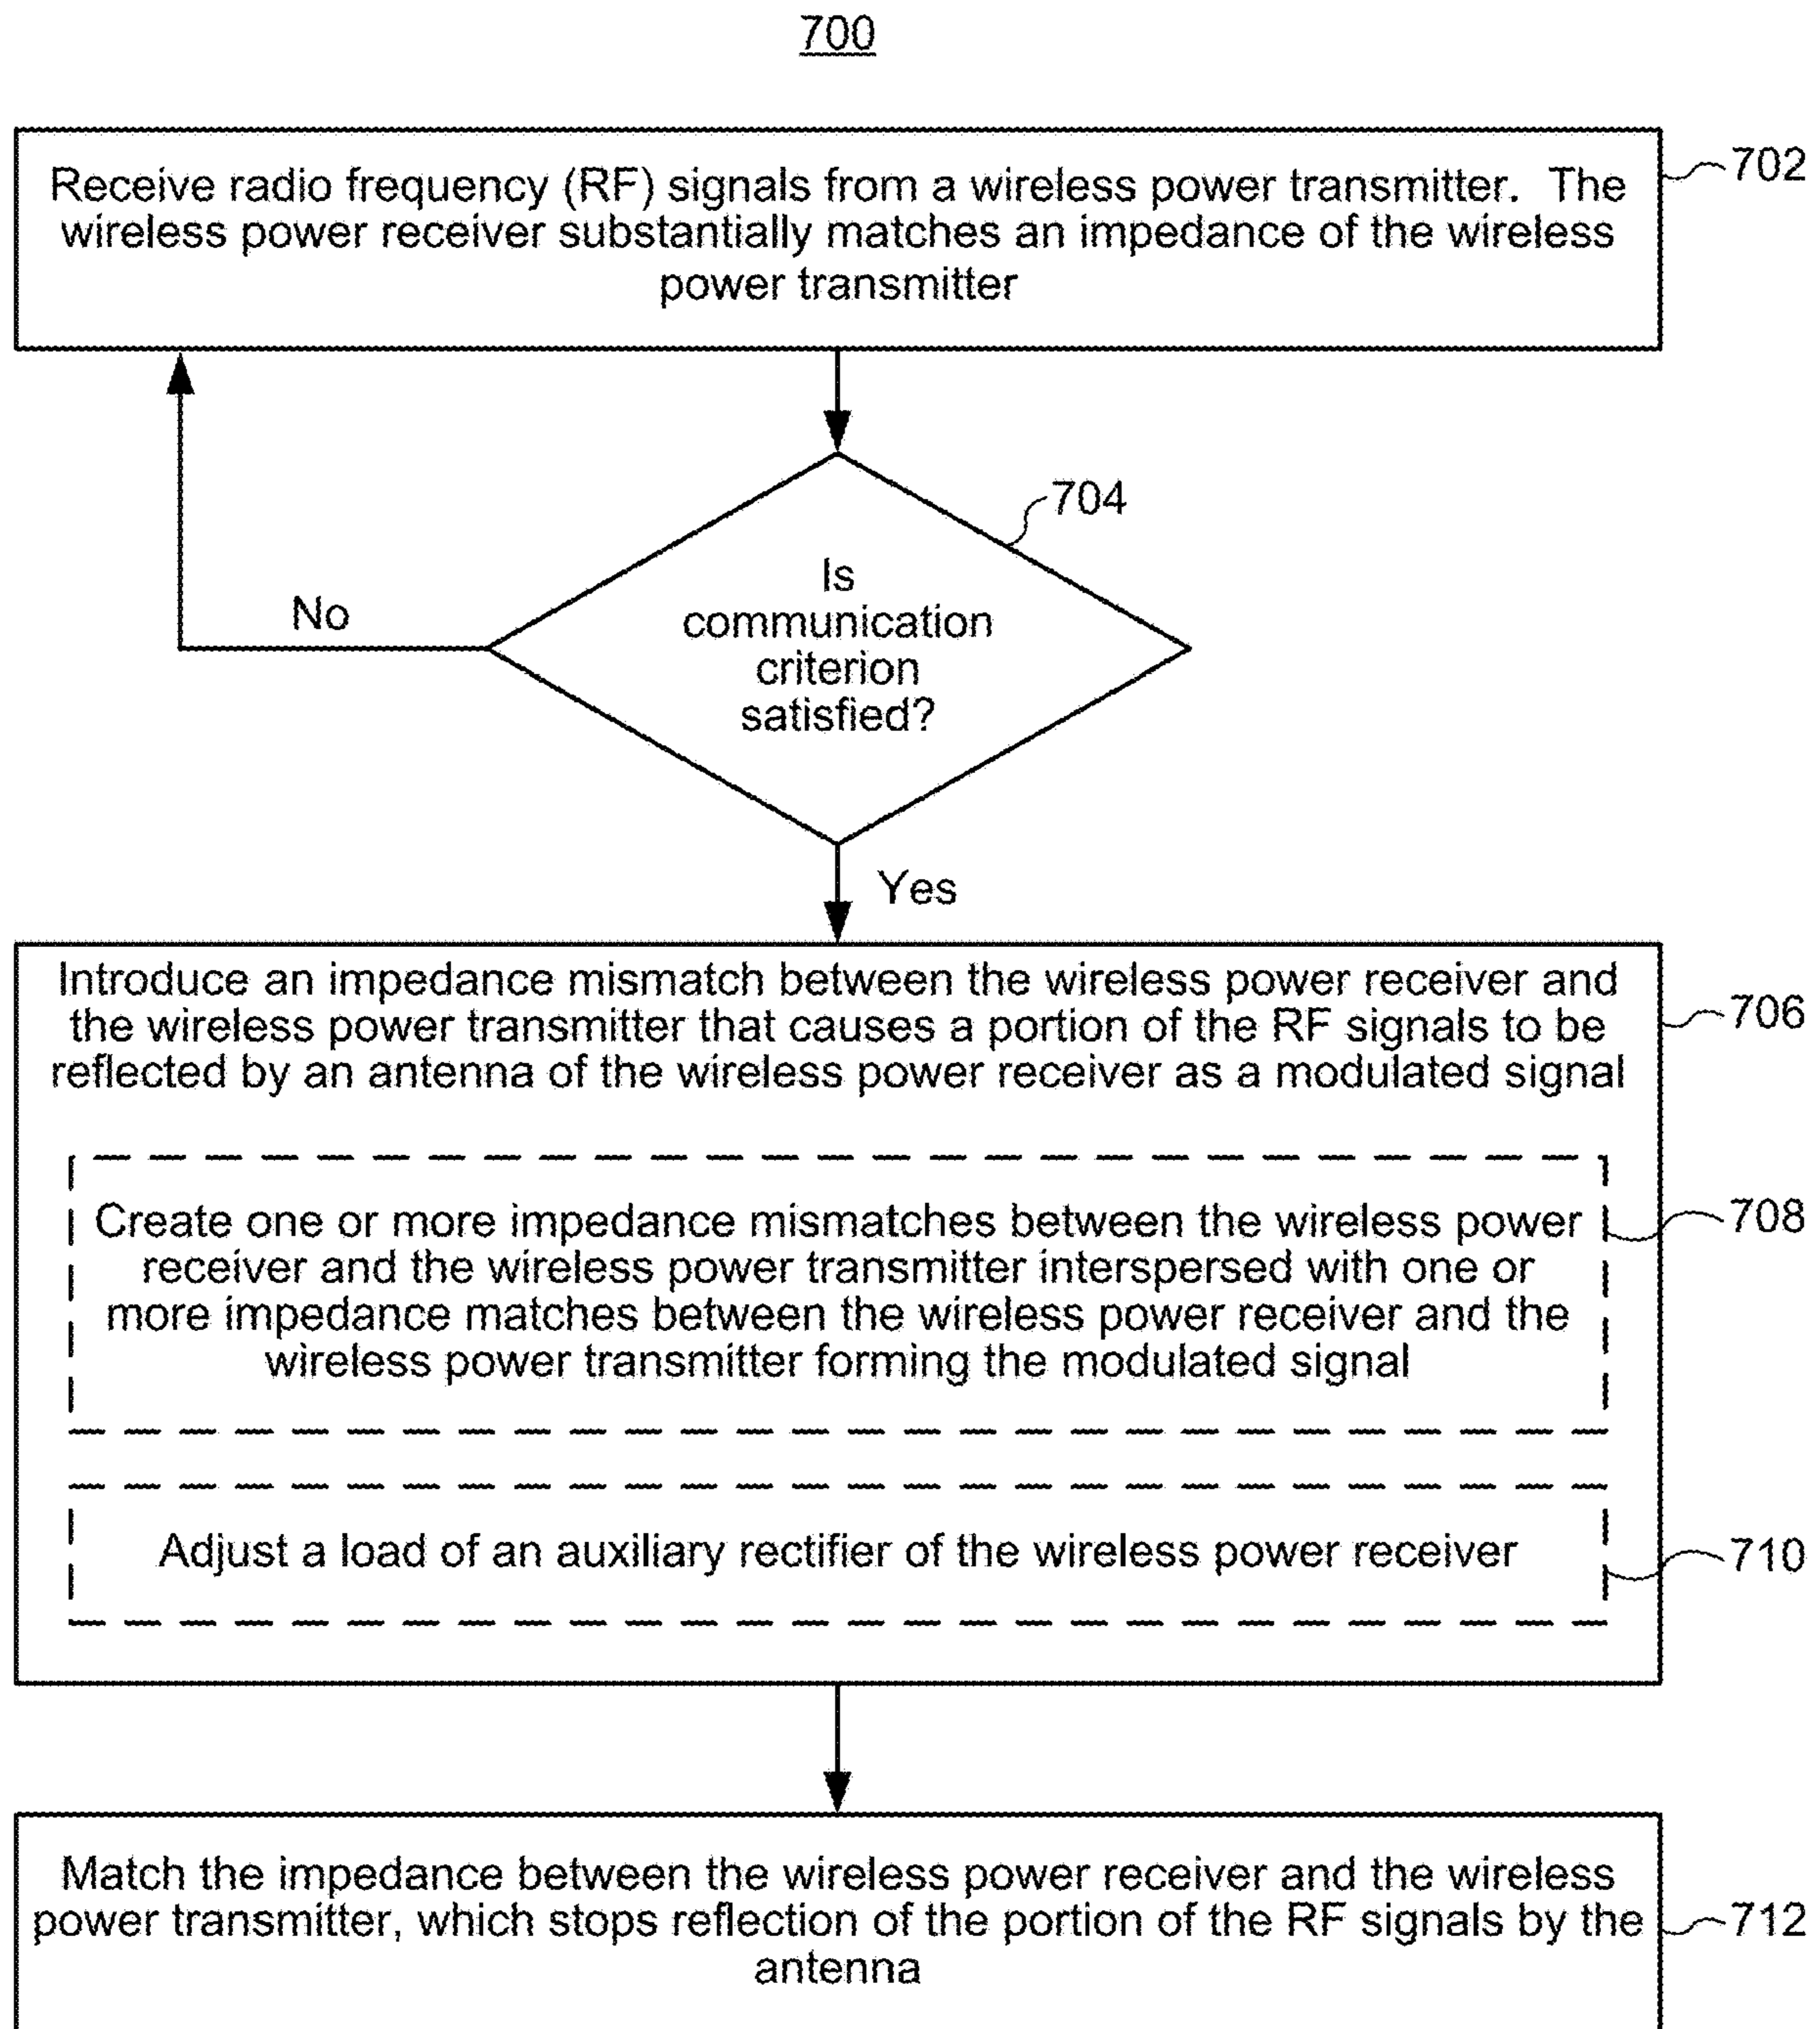 700
Receive radio frequency (RF) signals from a wireless power transmitter. The
wireless power receiver substantially matches an impedance of the wireless
power transmitter
702
704
Is
communication
criterion
satisfied?
No
Yes
Introduce an impedance mismatch between the wireless power receiver and
the wireless power transmitter that causes a portion of the RF signals to be
reflected by an antenna of the wireless power receiver as a modulated signal
706
Create one or more impedance mismatches between the wireless power
receiver and the wireless power transmitter interspersed with one or
more impedance matches between the wireless power receiver and the
wireless power transmitter forming the modulated signal
708
Adjust a load of an auxiliary rectifier of the wireless power receiver
710
Match the impedance between the wireless power receiver and the wireless
power transmitter, which stops reflection of the portion of the RF signals by the
antenna
712